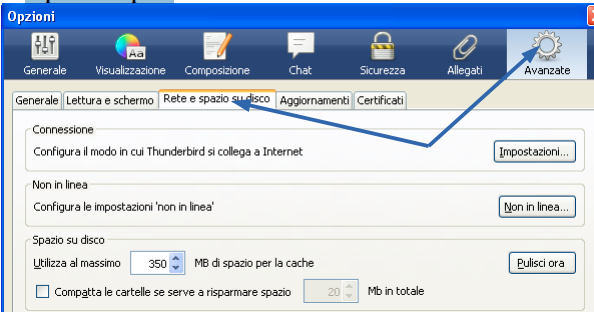 Opzioni
Generale Visualizzazione Composizione Chat Sicurezza Allegati Avanzate
Generale Lettura e schermo Rete e spazio su disco Aggiornamenti Certificati
Connessione
Configura il modo in cui Thunderbird si collega a Internet Impostazioni...
Non in linea
Configura le impostazioni 'non in linea' Non in linea...
Spazio su disco
Utilizza al massimo 350 MB di spazio per la cache Pulisci ora
Compatta le cartelle se serve a risparmare spazio 20 Mb in totale